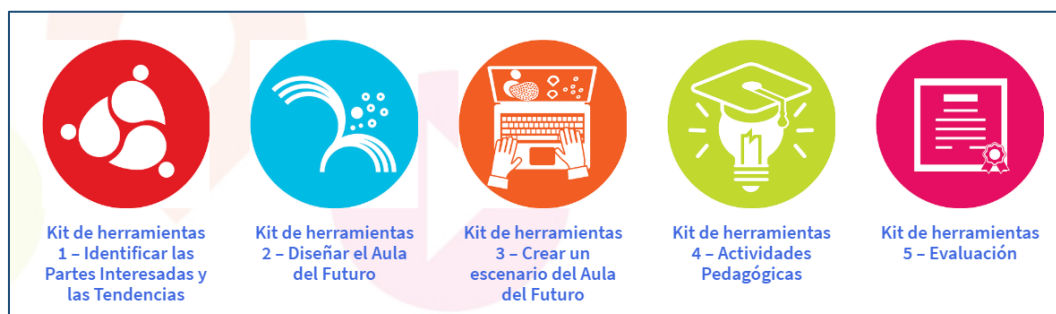 Kit de herramientas
1 – Identificar las
Partes Interesadas y
las Tendencias
Kit de herramientas
2 – Diseñar el Aula
del Futuro
Kit de herramientas
3 – Crear un
escenario del Aula
del Futuro
Kit de herramientas
4 – Actividades
Pedagógicas
Kit de herramientas
5 – Evaluación